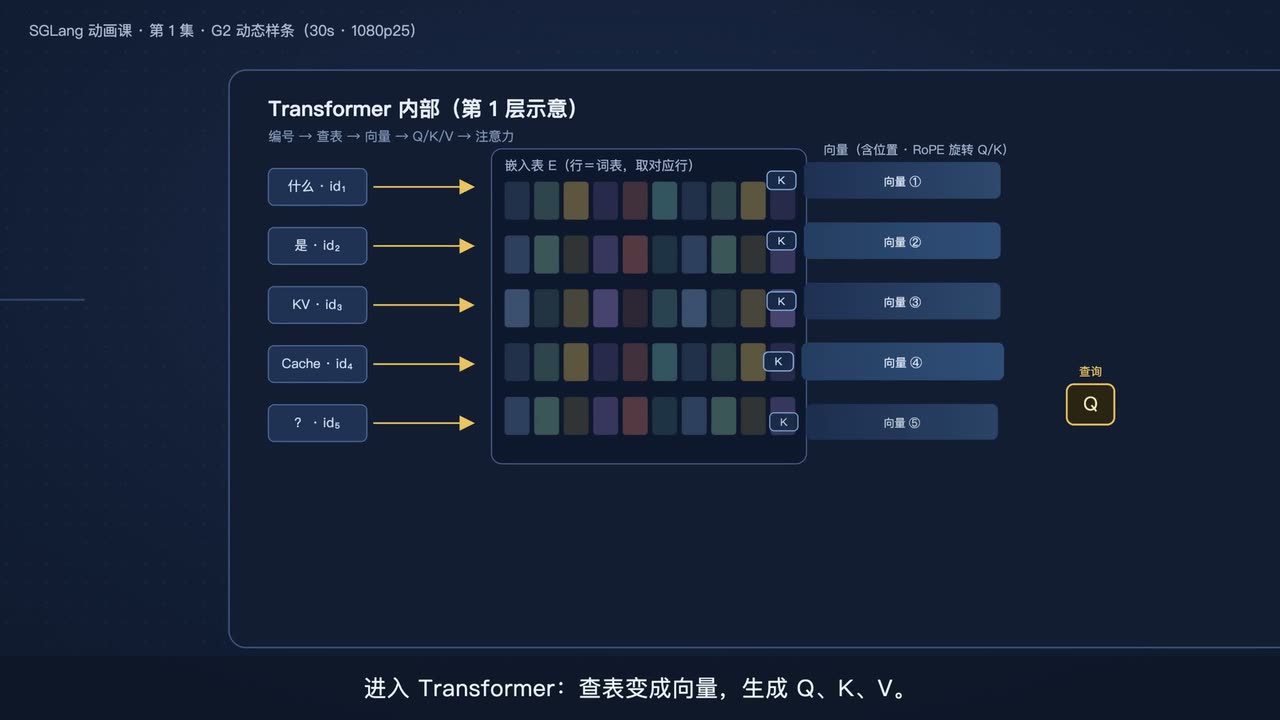 SGLang 动画课 · 第 1 集 · G2 动态样条（30s · 1080p25）
Transformer 内部（第 1 层示意）
编号 → 查表 → 向量 → Q/K/V → 注意力
向量（含位置 · RoPE 旋转 Q/K）
嵌入表 E（行＝词表，取对应行）
什么 · id₁
K
向量 ①
是 · id₂
K
向量 ②
KV · id₃
K
向量 ③
Cache · id₄
K
向量 ④
查询
Q
？ · id₅
K
向量 ⑤
进入 Transformer：查表变成向量，生成 Q、K、V。